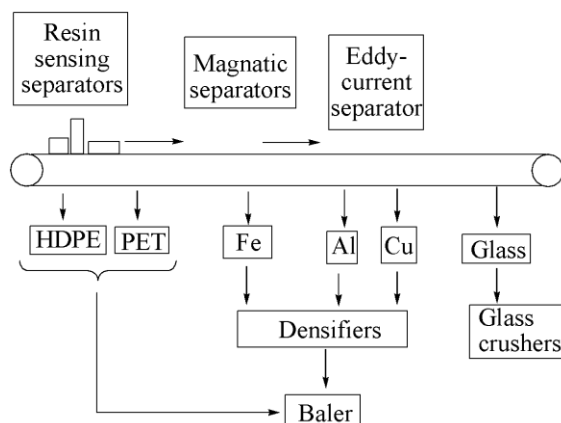 Resin
sensing
separators
Magnatic
separators
Eddy-
current
separator
HDPE
PET
Fe
Al
Cu
Glass
Densifiers
Glass
crushers
Baler